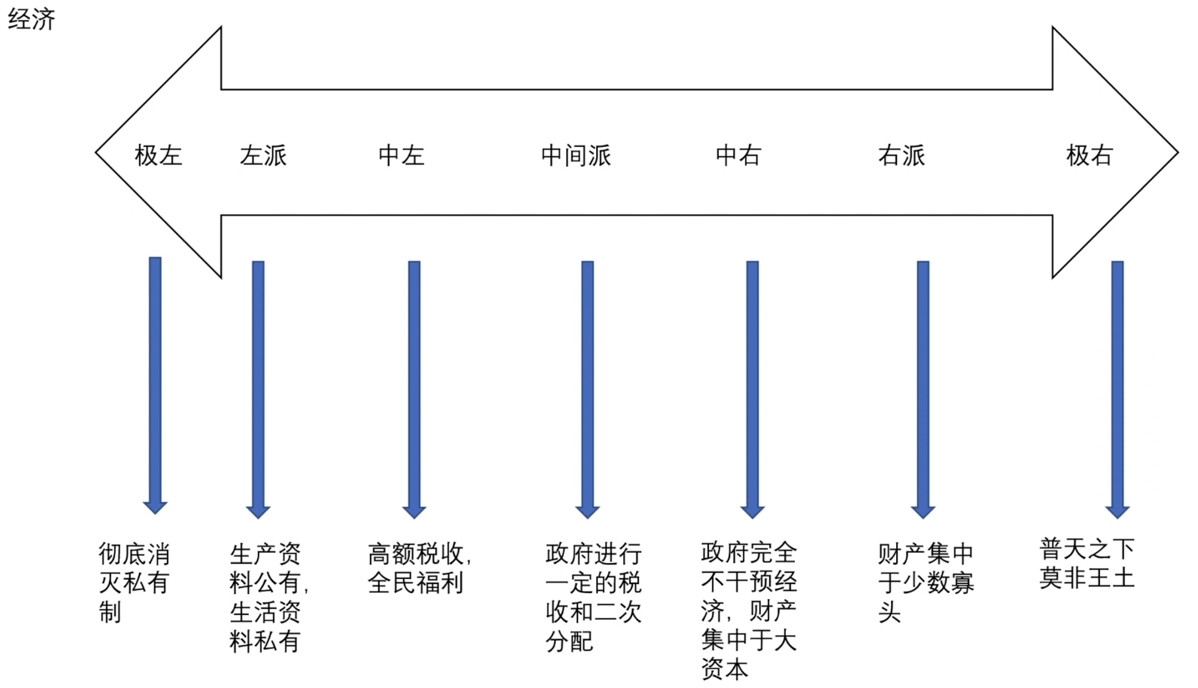 经济
极左
左派
中左
中间派
中右
右派
极右
彻底消
灭私有
制
生产资
料公有，
生活资
料私有
高额税收，
全民福利
政府进行
一定的税
收和二次
分配
政府完全
不干预经
济，财产
集中于大
资本
财产集中
于少数寡
头
普天之下
莫非王土